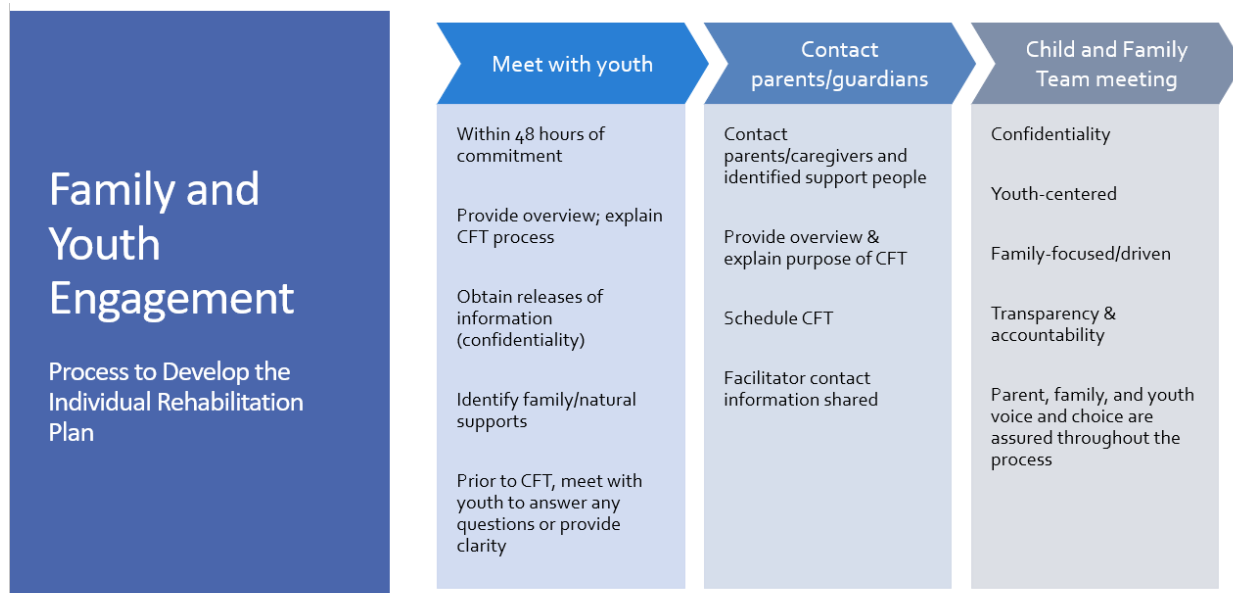 Family and
Youth
Engagement
Process to Develop the
Individual Rehabilitation
Plan
Meet with youth
Within 48 hours of
commitment
Provide overview; explain
CFT process
Obtain releases of
information
(confidentiality)
Identify family/natural
supports
Prior to CFT, meet with
youth to answer any
questions or provide
clarity
Contact
parents/guardians
Contact
parents/caregivers and
identified support people
Provide overview &
explain purpose of CFT
Schedule CFT
Facilitator contact
information shared
Child and Family
Team meeting
Confidentiality
Youth-centered
Family-focused/driven
Transparency &
accountability
Parent, family, and youth
voice and choice are
assured throughout the
process